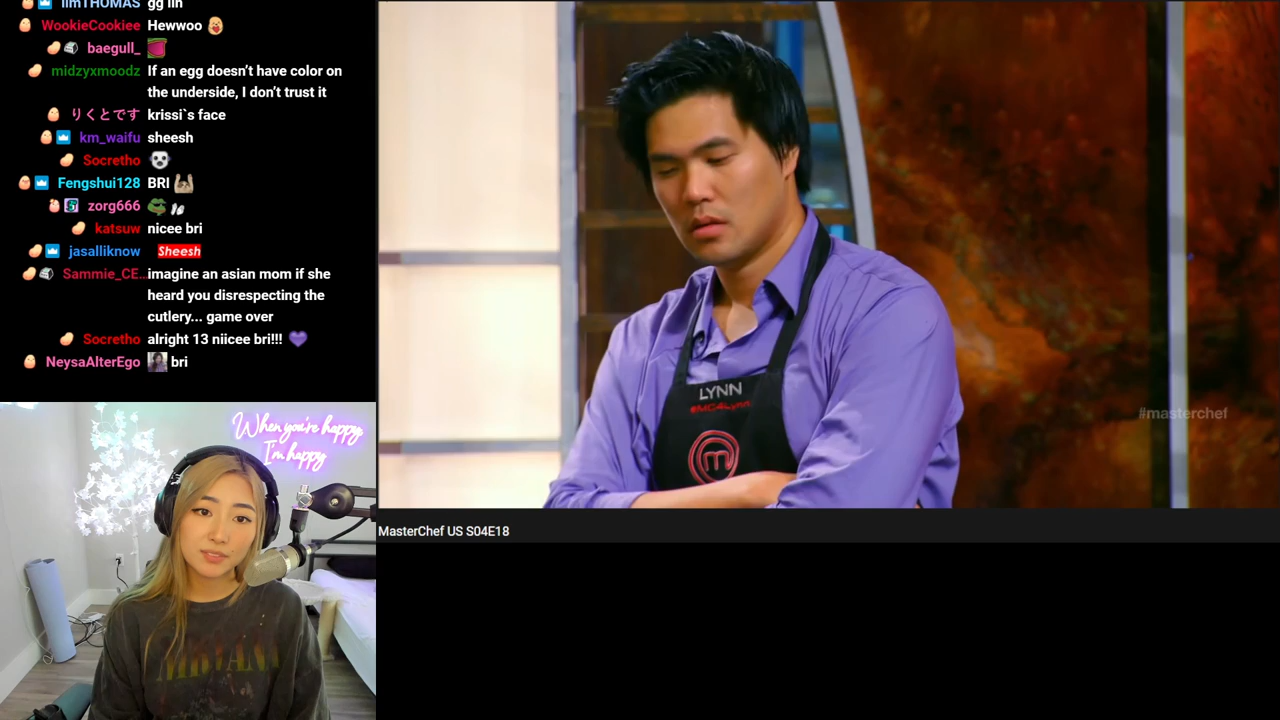 limTHOMAS gg lin
WookieCookiee Hewwoo
baegull_
midzyxmoodz If an egg doesn’t have color on
the underside, I don’t trust it
りくとです krissi`s face
km_waifu sheesh
Socretho
Fengshui128 BRI
zorg666
katsuw nicee bri
jasalliknow Sheesh
Sammie_CE... imagine an asian mom if she
heard you disrespecting the
cutlery... game over
Socretho alright 13 niicee bri!!!
NeysaAlterEgo bri
When you're happy,
I'm happy
NIRVANA
LYNN
#MC4Lynn
#masterchef
MasterChef US S04E18